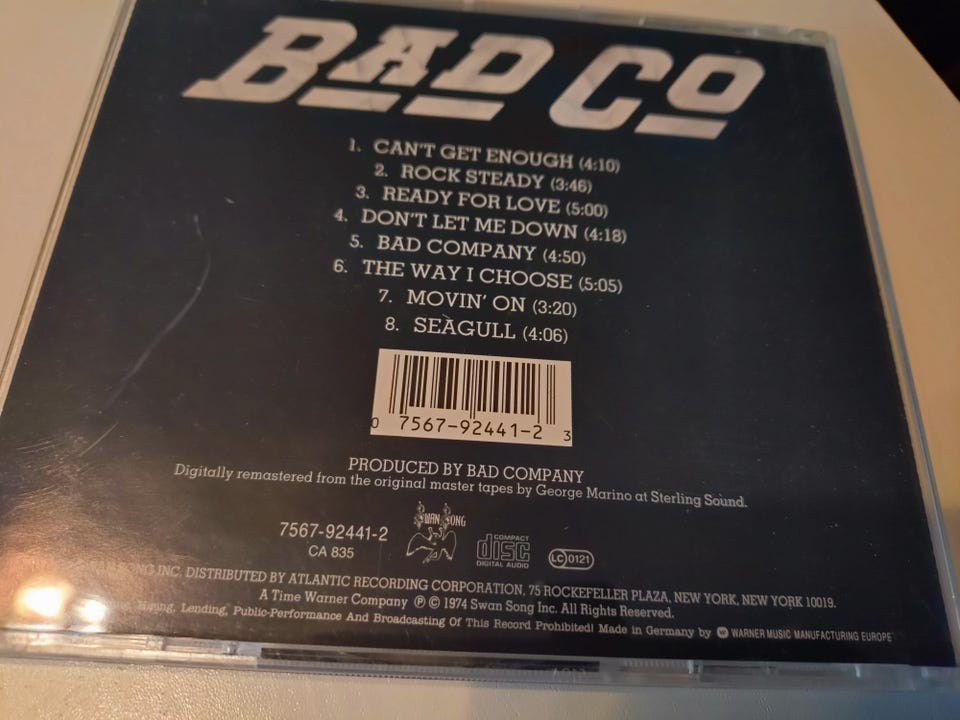 BAD CO
1. CAN'T GET ENOUGH (4:10)
2. ROCK STEADY (3:46)
3. READY FOR LOVE (5:00)
4. DON'T LET ME DOWN (4:18)
5. BAD COMPANY (4:50)
6. THE WAY I CHOOSE (5:05)
7. MOVIN' ON (3:20)
8. SEAGULL (4:06)
0 7567-92441-2 3
PRODUCED BY BAD COMPANY
Digitally remastered from the original master tapes by George Marino at Sterling Sound.
7567-92441-2
CA 835
SWAN SONG
COMPACT
disc
DIGITAL AUDIO
LC 0121
SONG INC. DISTRIBUTED BY ATLANTIC RECORDING CORPORATION, 75 ROCKEFELLER PLAZA, NEW YORK, NEW YORK 10019.
A Time Warner Company ℗ © 1974 Swan Song Inc. All Rights Reserved.
Hiring, Lending, Public-Performance And Broadcasting Of This Record Prohibited! Made in Germany by WARNER MUSIC MANUFACTURING EUROPE